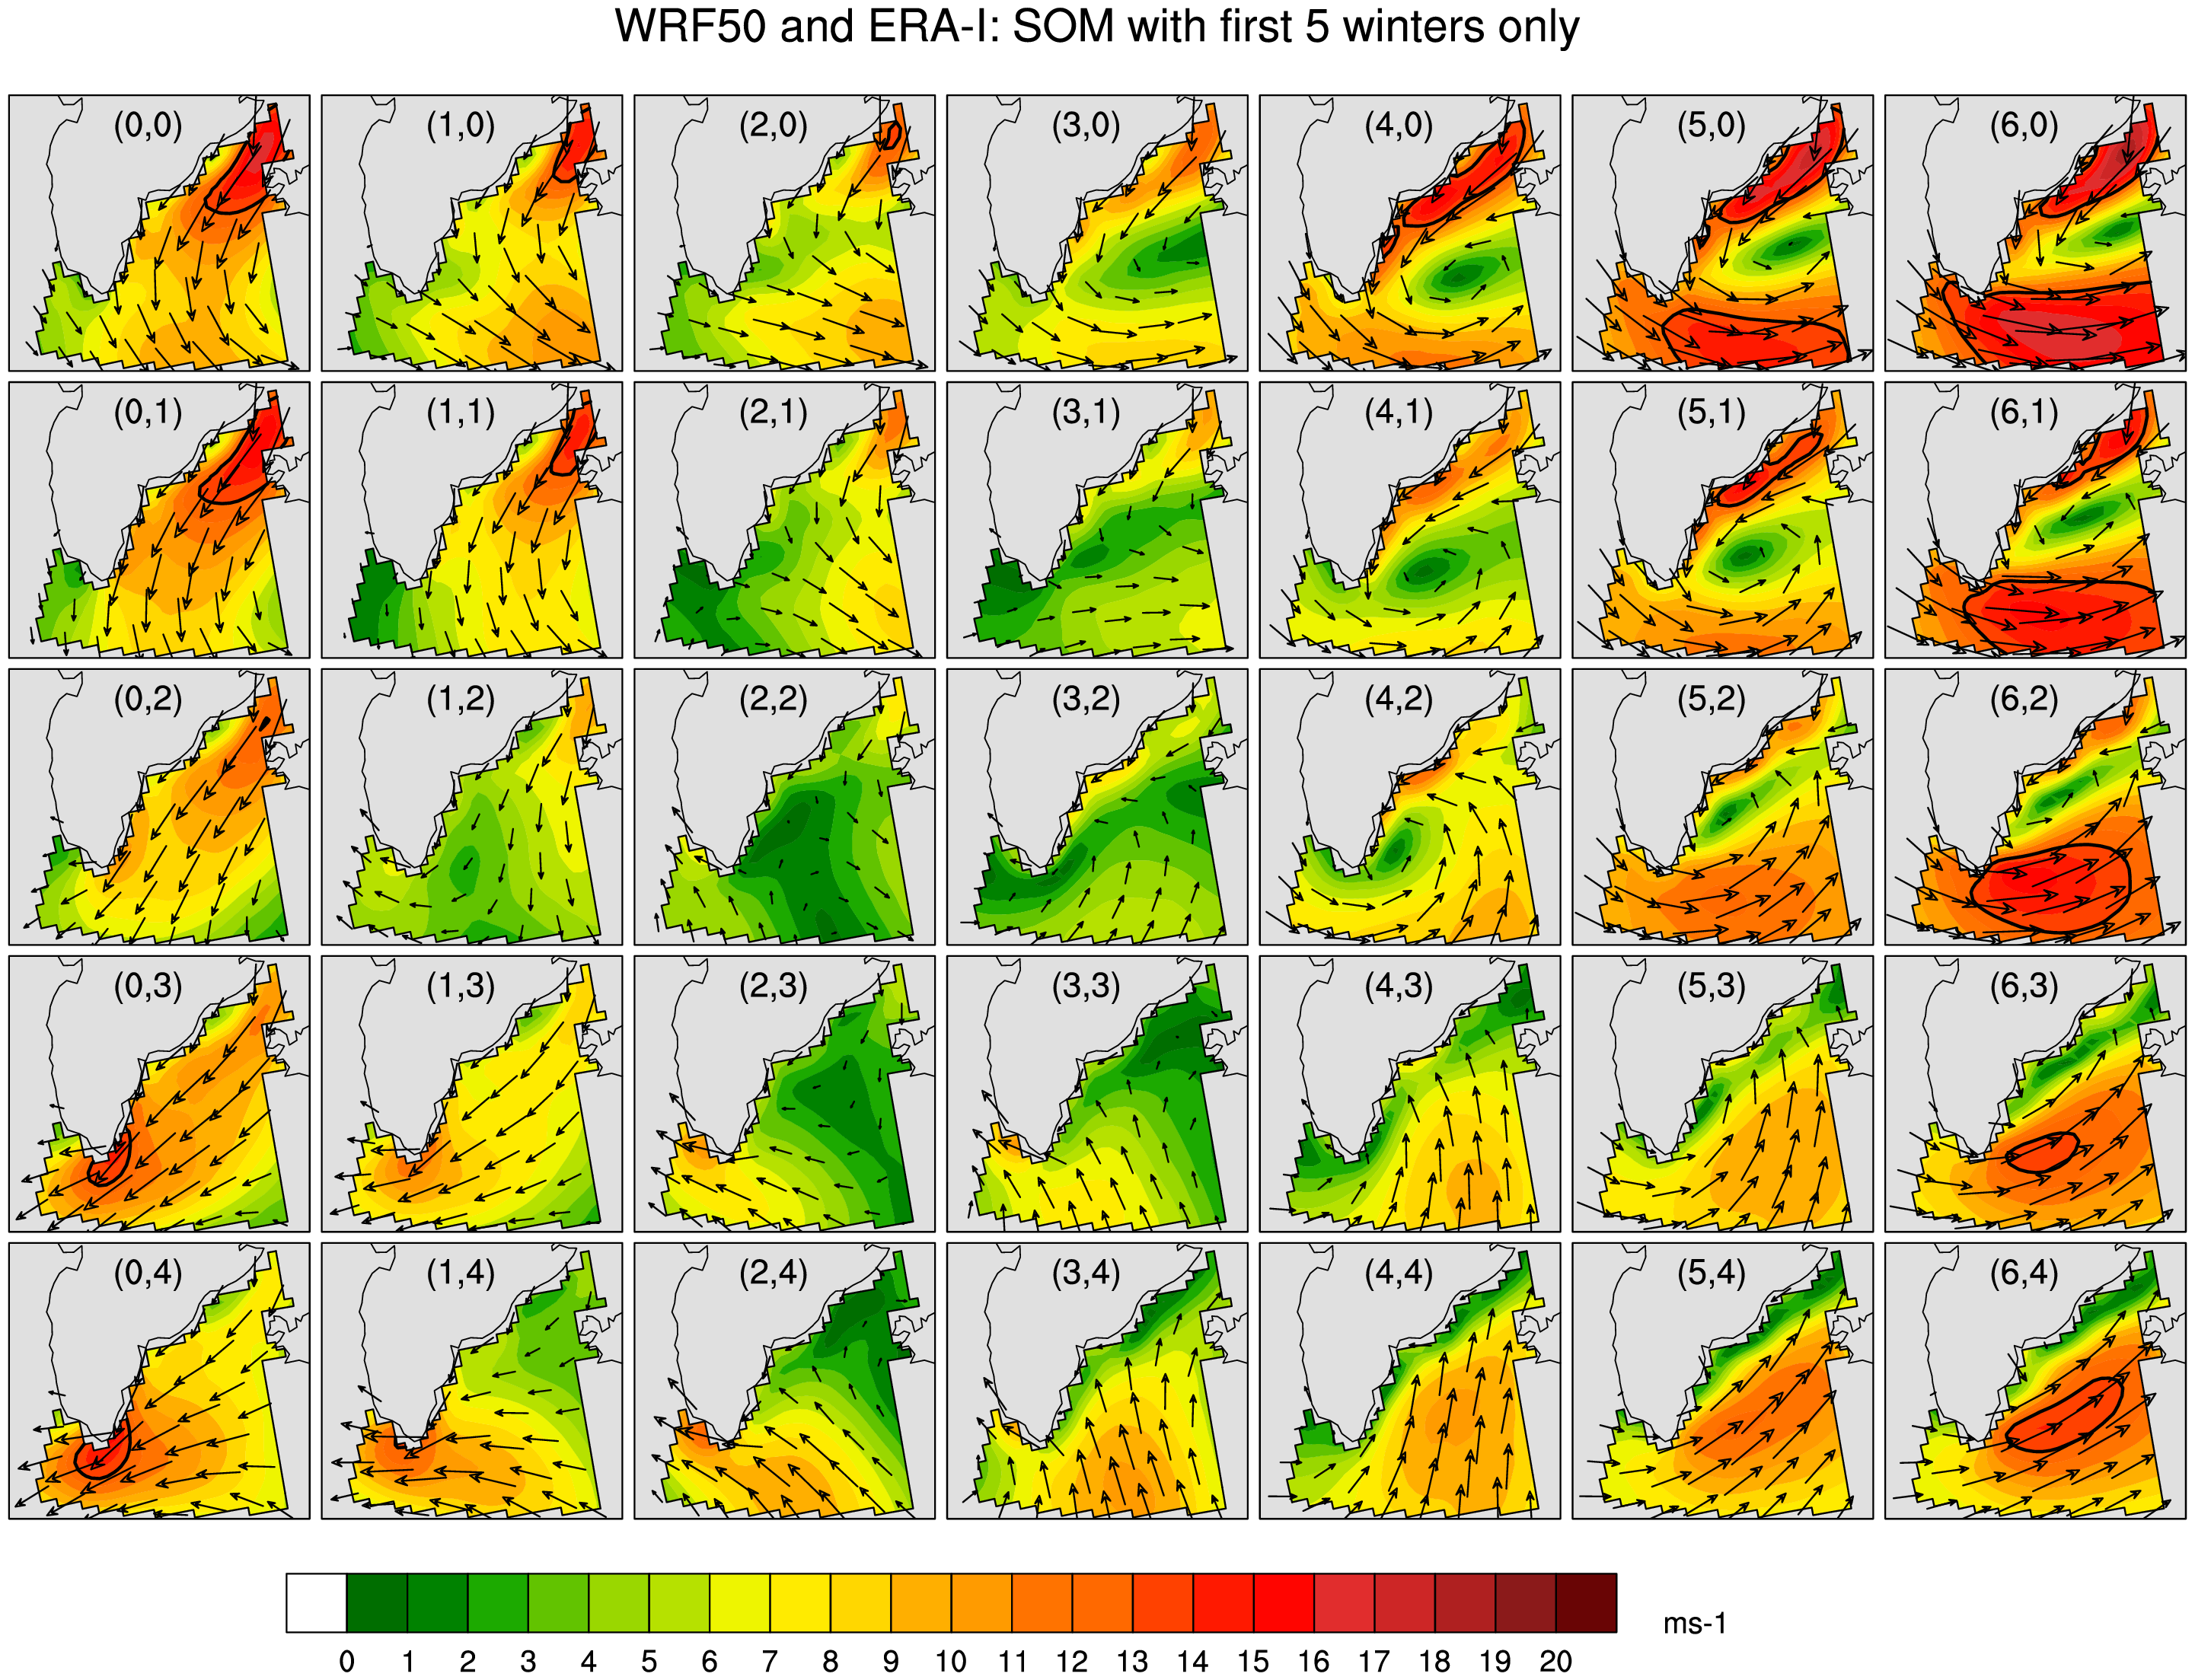 WRF50 and ERA-I: SOM with first 5 winters only
(0,0) (1,0) (2,0) (3,0) (4,0) (5,0) (6,0)
(0,1) (1,1) (2,1) (3,1) (4,1) (5,1) (6,1)
(0,2) (1,2) (2,2) (3,2) (4,2) (5,2) (6,2)
(0,3) (1,3) (2,3) (3,3) (4,3) (5,3) (6,3)
(0,4) (1,4) (2,4) (3,4) (4,4) (5,4) (6,4)
ms-1
0 1 2 3 4 5 6 7 8 9 10 11 12 13 14 15 16 17 18 19 20